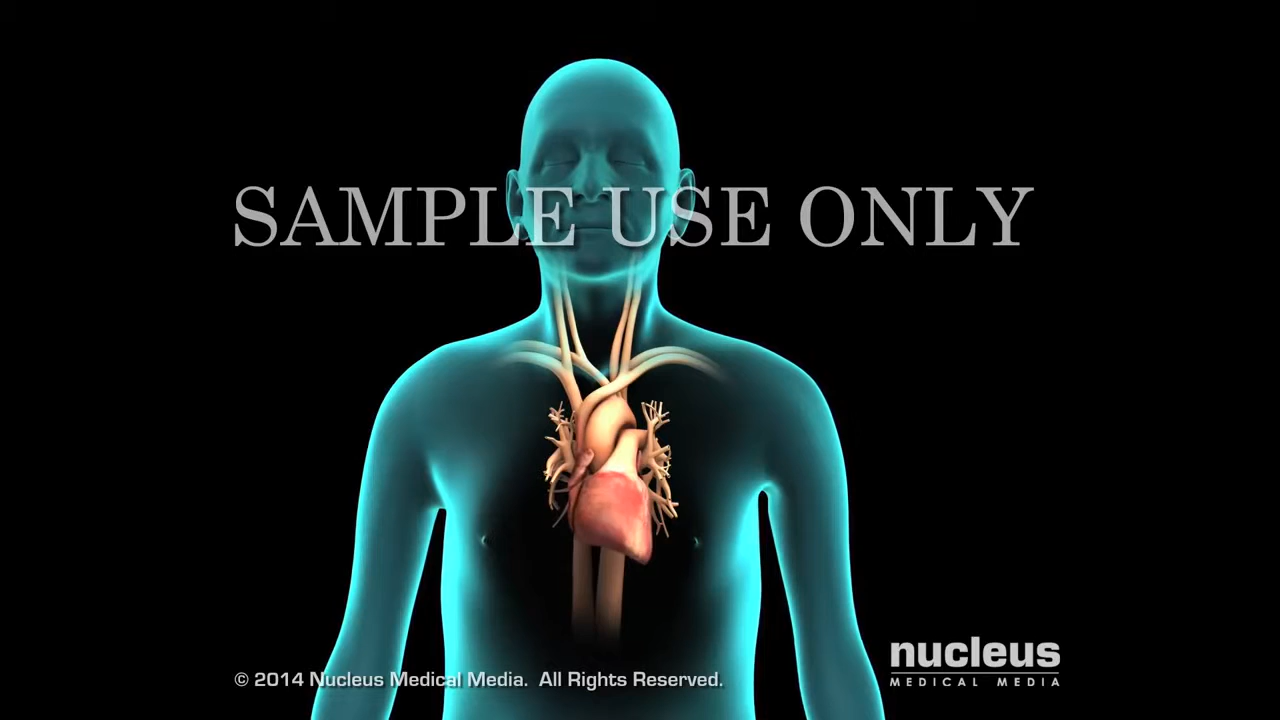 SAMPLE USE ONLY
nucleus
MEDICAL MEDIA
© 2014 Nucleus Medical Media. All Rights Reserved.